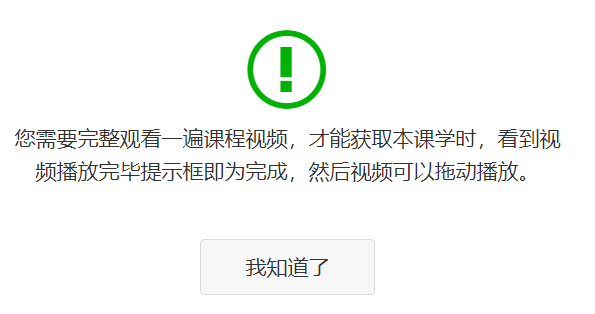 您需要完整观看一遍课程视频，才能获取本课学时，看到视
频播放完毕提示框即为完成，然后视频可以拖动播放。
我知道了